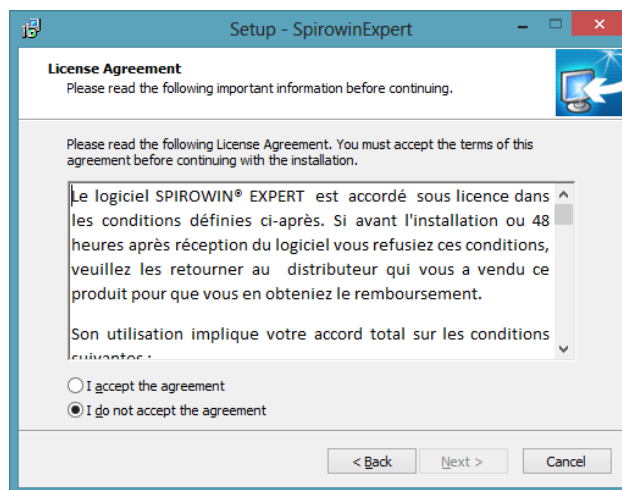 Setup - SpirowinExpert
License Agreement
Please read the following important information before continuing.
Please read the following License Agreement. You must accept the terms of this
agreement before continuing with the installation.
Le logiciel SPIROWIN® EXPERT est accordé sous licence dans
les conditions définies ci-après. Si avant l'installation ou 48
heures après réception du logiciel vous refusiez ces conditions,
veuillez les retourner au distributeur qui vous a vendu ce
produit pour que vous en obteniez le remboursement.
Son utilisation implique votre accord total sur les conditions
suivantes :
I accept the agreement
I do not accept the agreement
< Back
Next >
Cancel